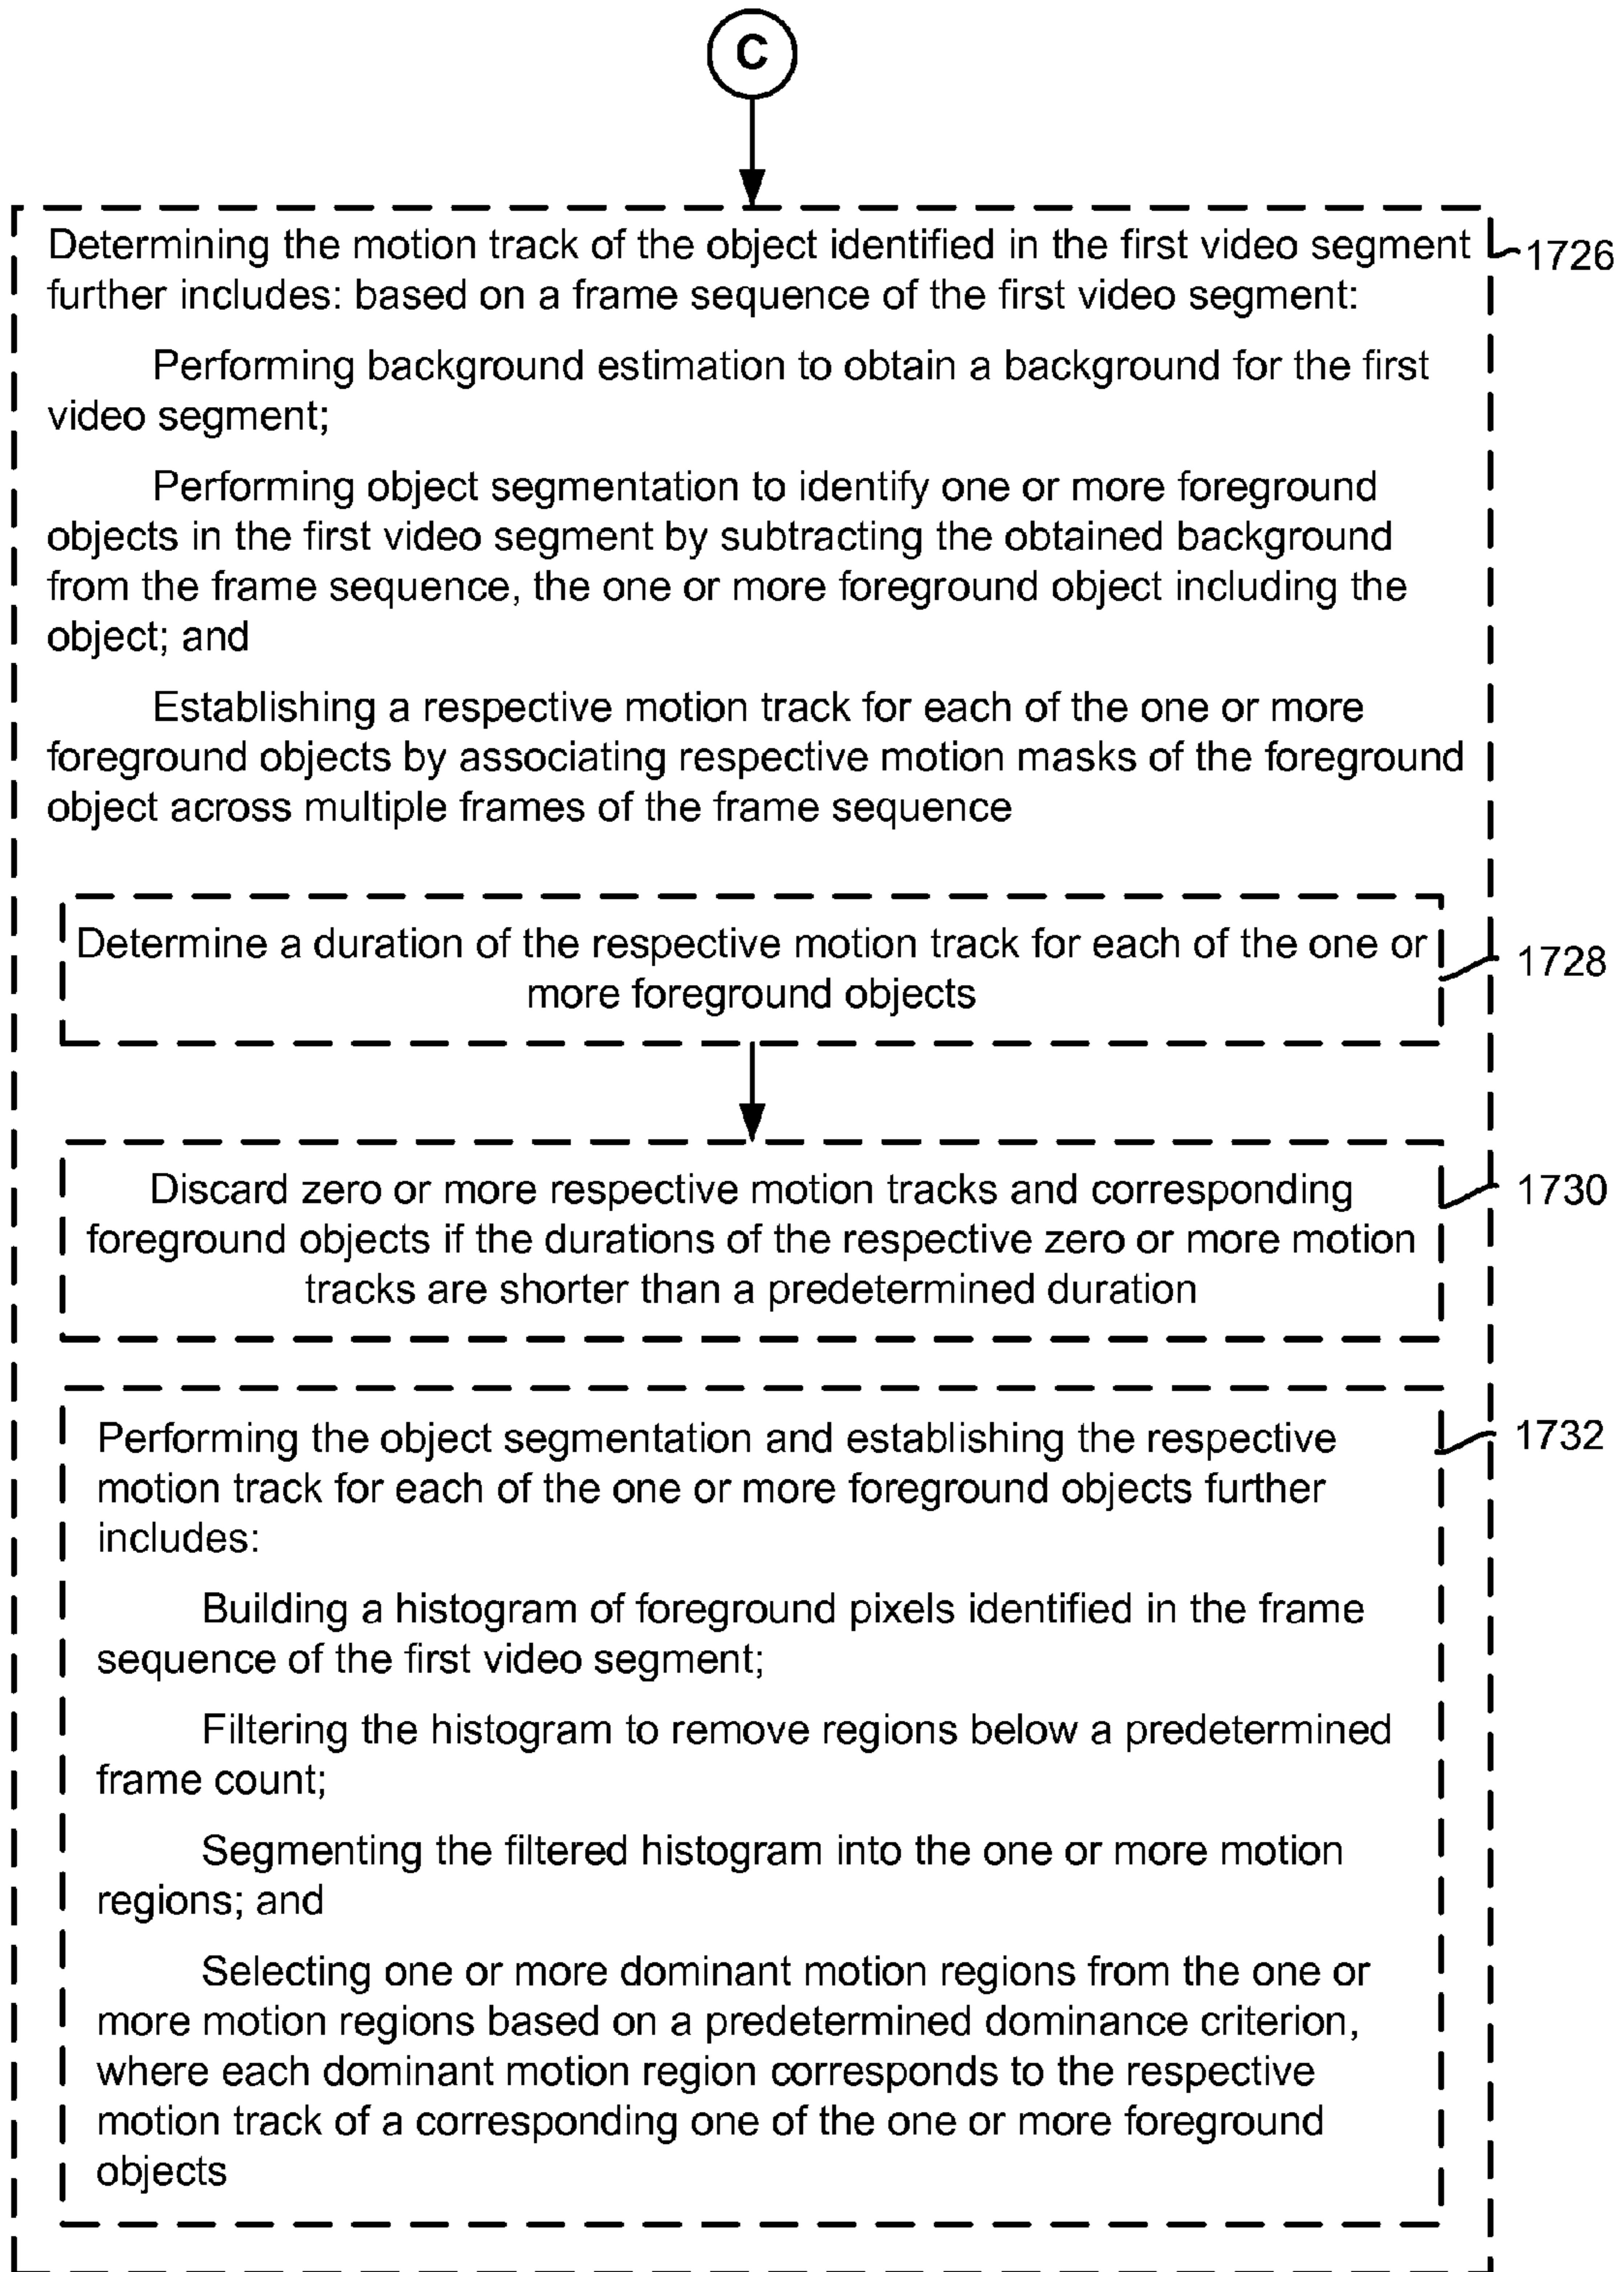 C
Determining the motion track of the object identified in the first video segment
further includes: based on a frame sequence of the first video segment:
Performing background estimation to obtain a background for the first
video segment;
Performing object segmentation to identify one or more foreground
objects in the first video segment by subtracting the obtained background
from the frame sequence, the one or more foreground object including the
object; and
Establishing a respective motion track for each of the one or more
foreground objects by associating respective motion masks of the foreground
object across multiple frames of the frame sequence
1726
Determine a duration of the respective motion track for each of the one or
more foreground objects
1728
Discard zero or more respective motion tracks and corresponding
foreground objects if the durations of the respective zero or more motion
tracks are shorter than a predetermined duration
1730
Performing the object segmentation and establishing the respective
motion track for each of the one or more foreground objects further
includes:
Building a histogram of foreground pixels identified in the frame
sequence of the first video segment;
Filtering the histogram to remove regions below a predetermined
frame count;
Segmenting the filtered histogram into the one or more motion
regions; and
Selecting one or more dominant motion regions from the one or
more motion regions based on a predetermined dominance criterion,
where each dominant motion region corresponds to the respective
motion track of a corresponding one of the one or more foreground
objects
1732